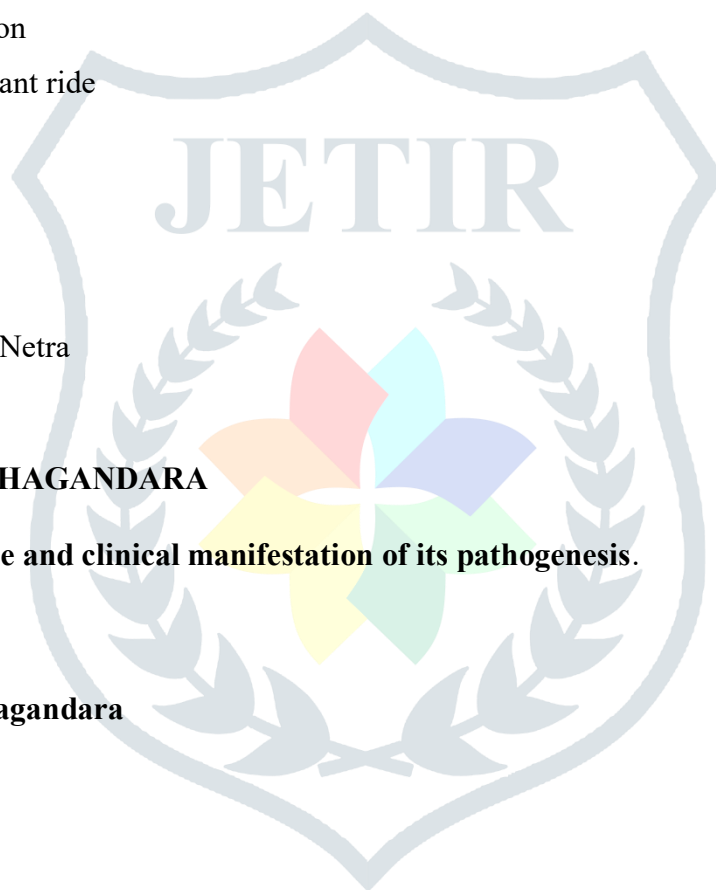 on
ant ride
JETIR
Netra
HAGANDARA
e and clinical manifestation of its pathogenesis.
agandara